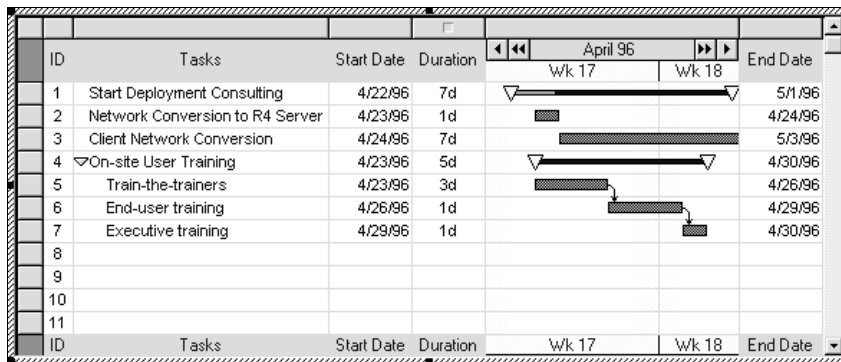 ID Tasks Start Date Duration April 96 End Date
Wk 17 Wk 18
1 Start Deployment Consulting 4/22/96 7d 5/1/96
2 Network Conversion to R4 Server 4/23/96 1d 4/24/96
3 Client Network Conversion 4/24/96 7d 5/3/96
4 On-site User Training 4/23/96 5d 4/30/96
5 Train-the-trainers 4/23/96 3d 4/26/96
6 End-user training 4/26/96 1d 4/29/96
7 Executive training 4/29/96 1d 4/30/96
8
9
10
11
ID Tasks Start Date Duration Wk 17 Wk 18 End Date